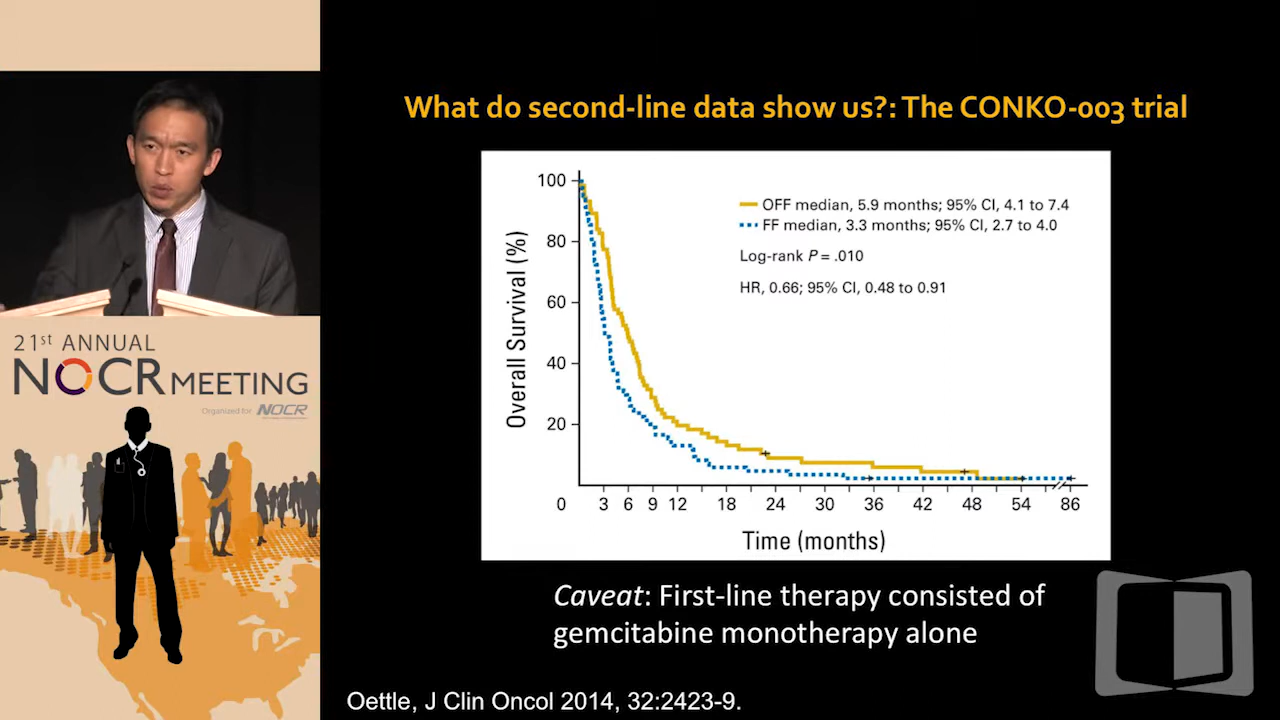 What do second-line data show us?: The CONKO-003 trial
Overall Survival (%)
100
80
60
40
20
OFF median, 5.9 months; 95% CI, 4.1 to 7.4
FF median, 3.3 months; 95% CI, 2.7 to 4.0
Log-rank P = .010
HR, 0.66; 95% CI, 0.48 to 0.91
0 3 6 9 12 18 24 30 36 42 48 54 86
Time (months)
Caveat: First-line therapy consisted of
gemcitabine monotherapy alone
Oettle, J Clin Oncol 2014, 32:2423-9.
21st ANNUAL
NOCR MEETING
Organized for NOCR